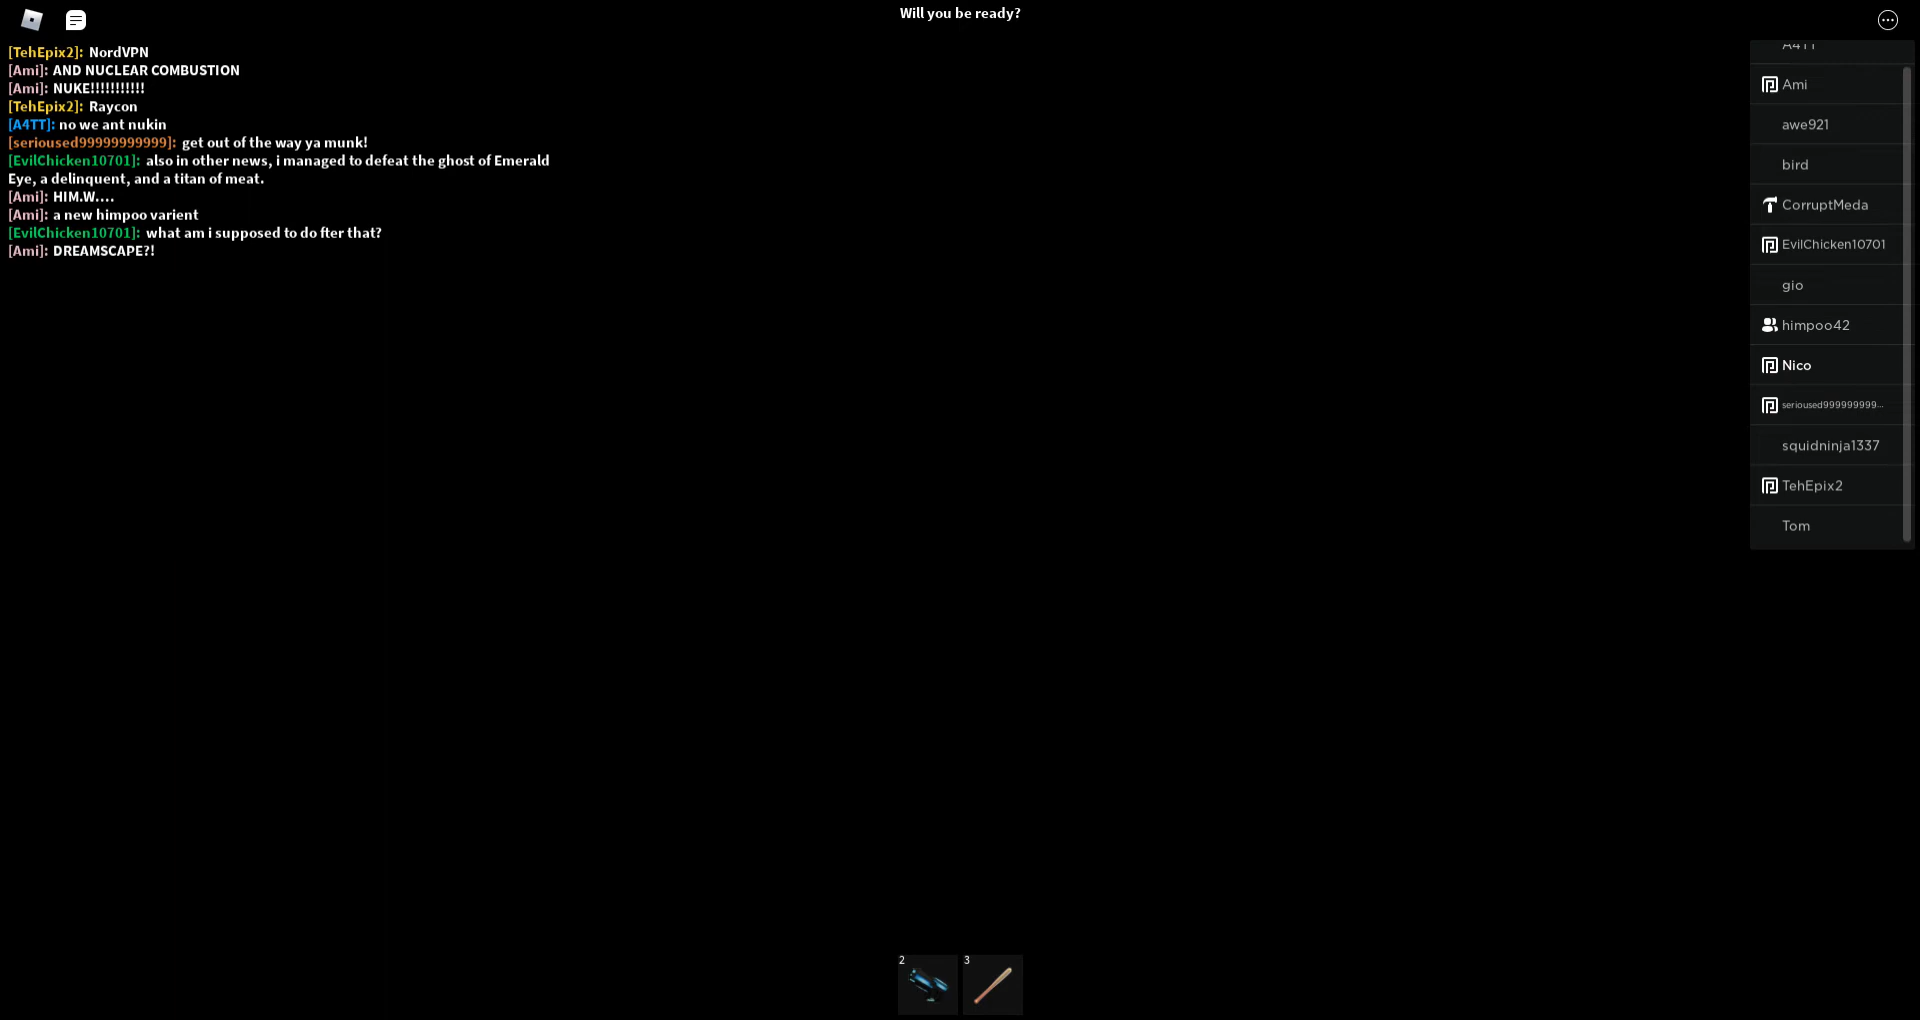 Will you be ready?
[TehEpix2]: NordVPN
[Ami]: AND NUCLEAR COMBUSTION
[Ami]: NUKE!!!!!!!!!!!
[TehEpix2]: Raycon
[A4TT]: no we ant nukin
[serioused99999999999]: get out of the way ya munk!
[EvilChicken10701]: also in other news, i managed to defeat the ghost of Emerald
Eye, a delinquent, and a titan of meat.
[Ami]: HIM.W....
[Ami]: a new himpoo varient
[EvilChicken10701]: what am i supposed to do fter that?
[Ami]: DREAMSCAPE?!
A4TT
Ami
awe921
bird
CorruptMeda
EvilChicken10701
gio
himpoo42
Nico
serioused999999999...
squidninja1337
TehEpix2
Tom
2
3